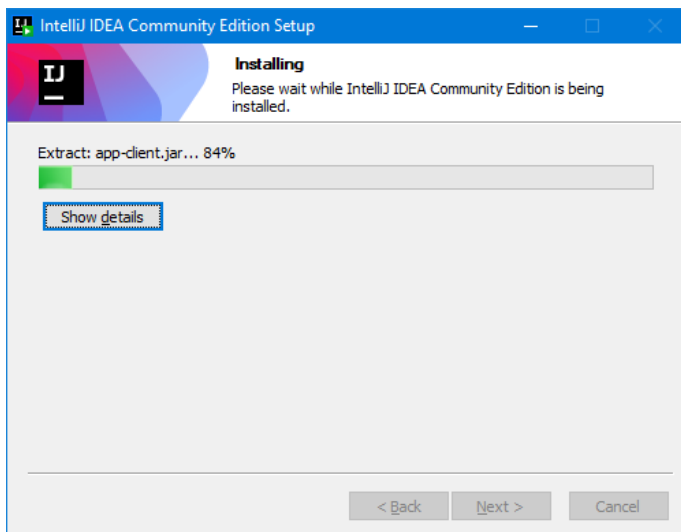 IntelliJ IDEA Community Edition Setup
IJ
Installing
Please wait while IntelliJ IDEA Community Edition is being
installed.
Extract: app-client.jar... 84%
Show details
< Back
Next >
Cancel